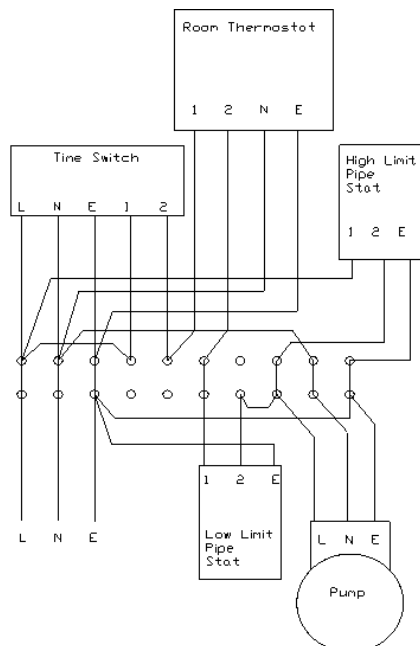 Room Thermostat
1 2 N E
Time Switch
L N E 1 2
High Limit
Pipe
Stat
1 2 E
1 2 E
Low Limit
Pipe
Stat
L N E
L N E
Pump